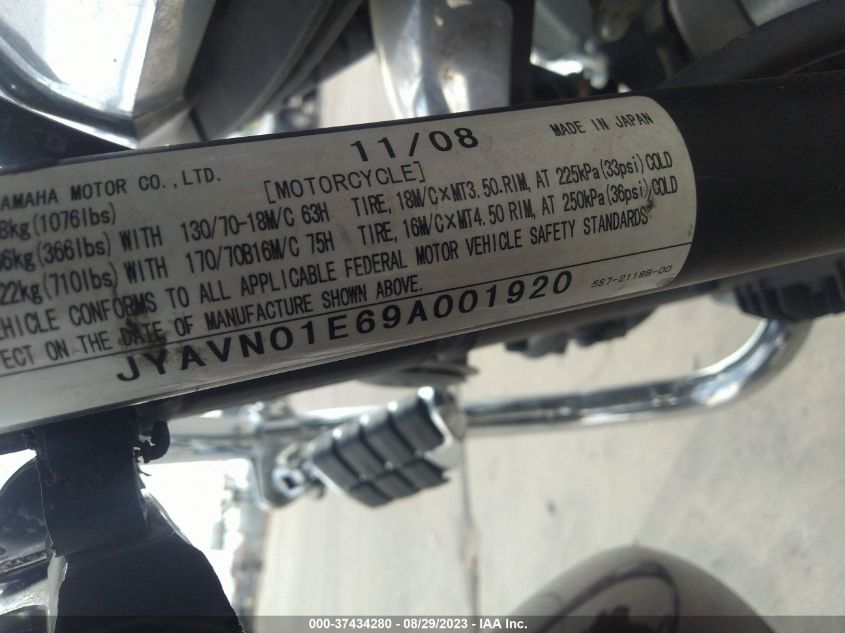 11/08 MADE IN JAPAN
YAMAHA MOTOR CO.,LTD. [MOTORCYCLE]
8kg(1076lbs)
6kg(366lbs) WITH 130/70-18M/C 63H TIRE, 18M/C×MT3.50.RIM, AT 225kPa(33psi) COLD
22kg(710lbs) WITH 170/70B16M/C 75H TIRE, 16M/C×MT4.50 RIM, AT 250kPa(36psi) COLD
VEHICLE CONFORMS TO ALL APPLICABLE FEDERAL MOTOR VEHICLE SAFETY STANDARDS
FECT ON THE DATE OF MANUFACTURE SHOWN ABOVE.
JYAVN01E69A001920 5S7-2118B-00
000-37434280 - 08/29/2023 - IAA Inc.